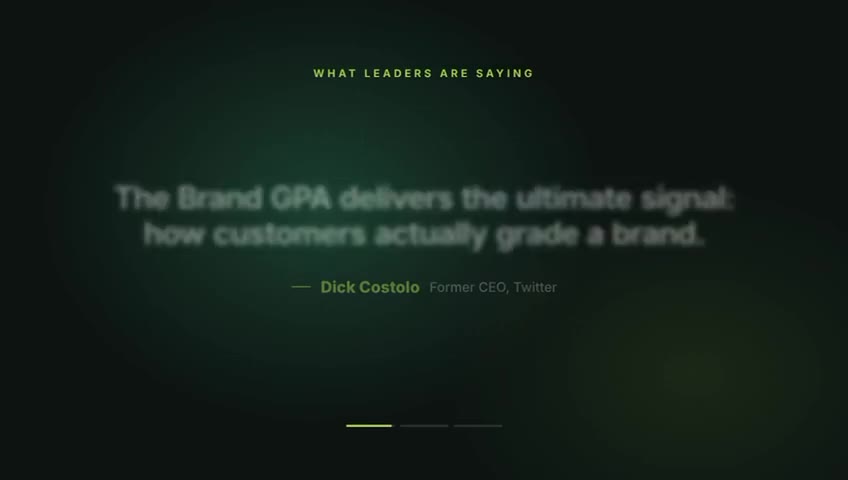 WHAT LEADERS ARE SAYING
The Brand GPA delivers the ultimate signal:
how customers actually grade a brand.
— Dick Costolo Former CEO, Twitter